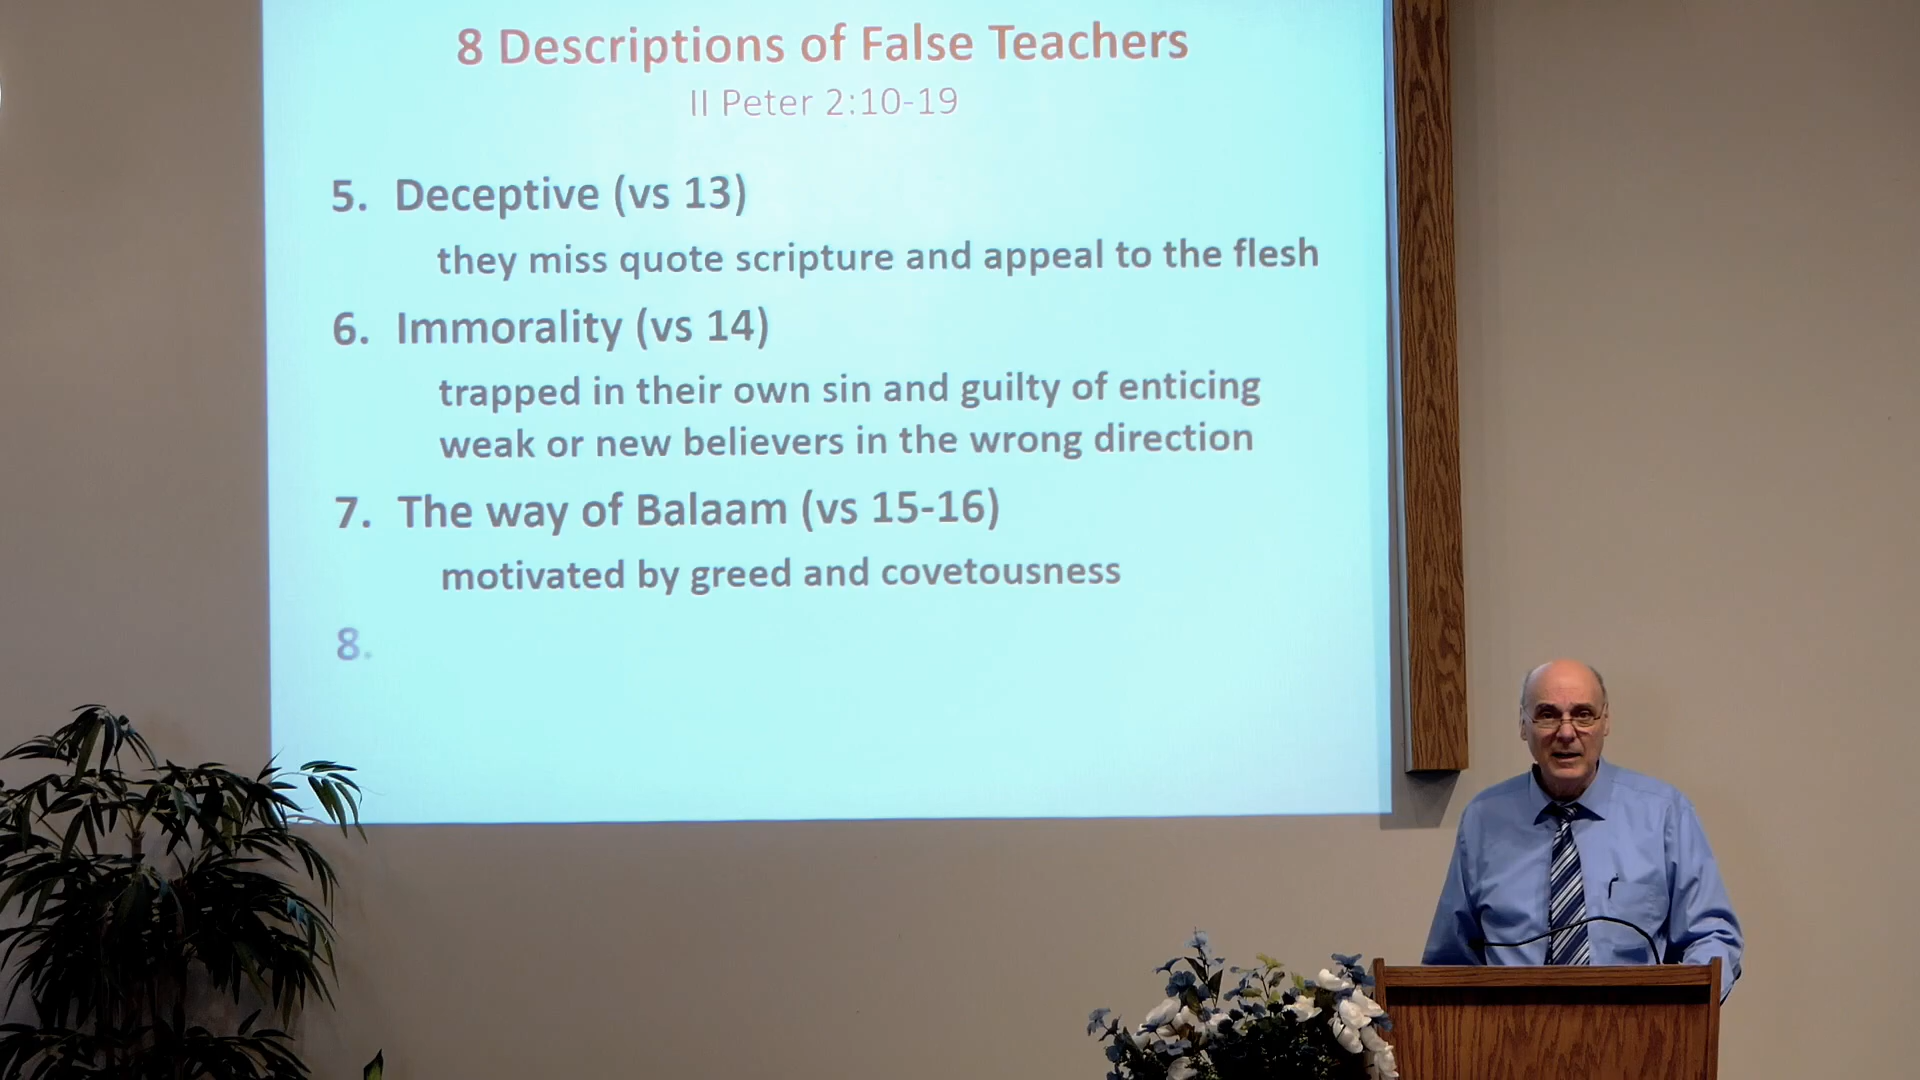 8 Descriptions of False Teachers
II Peter 2:10-19
5. Deceptive (vs 13)
they miss quote scripture and appeal to the flesh
6. Immorality (vs 14)
trapped in their own sin and guilty of enticing
weak or new believers in the wrong direction
7. The way of Balaam (vs 15-16)
motivated by greed and covetousness
8.